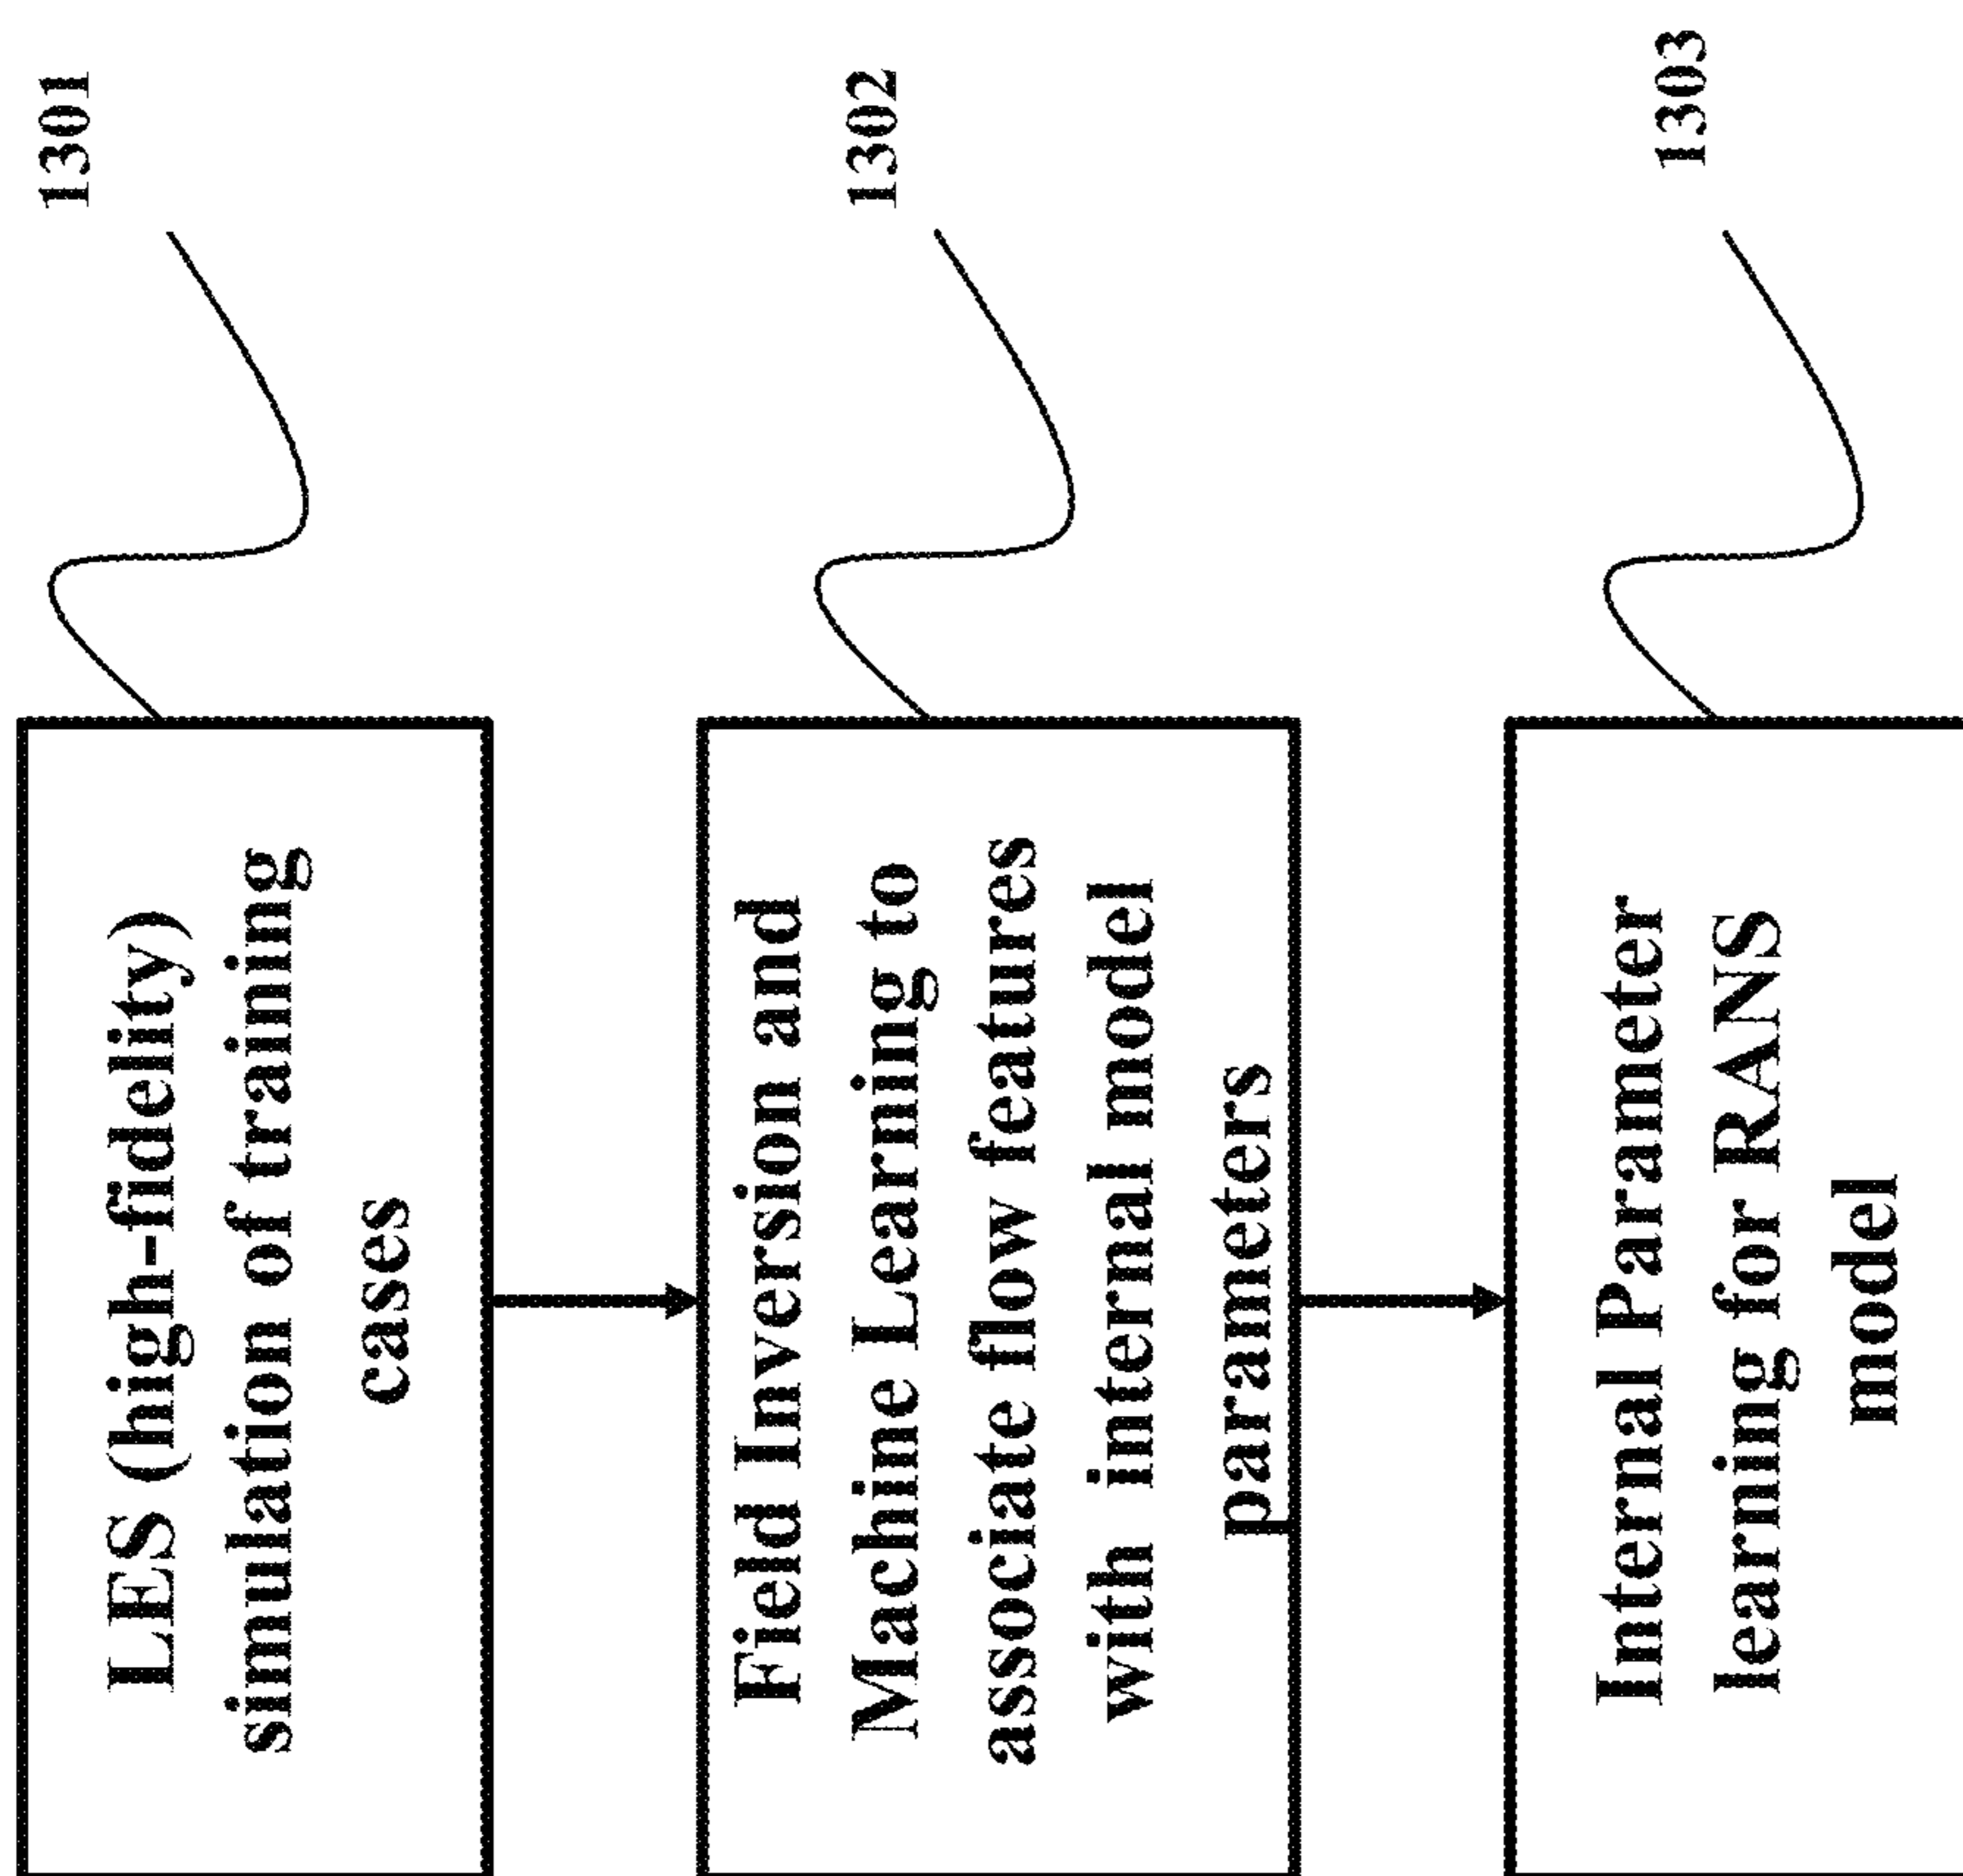 LES (high-fidelity)
simulation of training
cases
1301
Field Inversion and
Machine Learning to
associate flow features
with internal model
parameters
1302
Internal Parameter
learning for RANS
model
1303